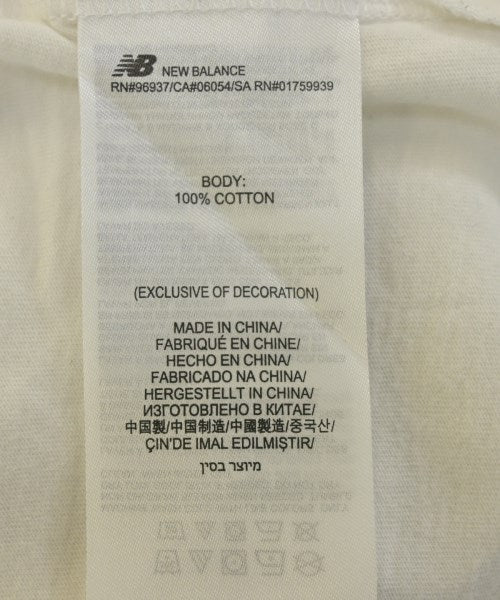 NB NEW BALANCE
RN#96937/CA#06054/SA RN#01759939
BODY:
100% COTTON
(EXCLUSIVE OF DECORATION)
MADE IN CHINA/
FABRIQUÉ EN CHINE/
HECHO EN CHINA/
FABRICADO NA CHINA/
HERGESTELLT IN CHINA/
ИЗГОТОВЛЕНО В КИТАЕ/
中国製/中国制造/中國製造/중국산/
ÇIN'DE IMAL EDILMIŞTIR/
מיוצר בסין